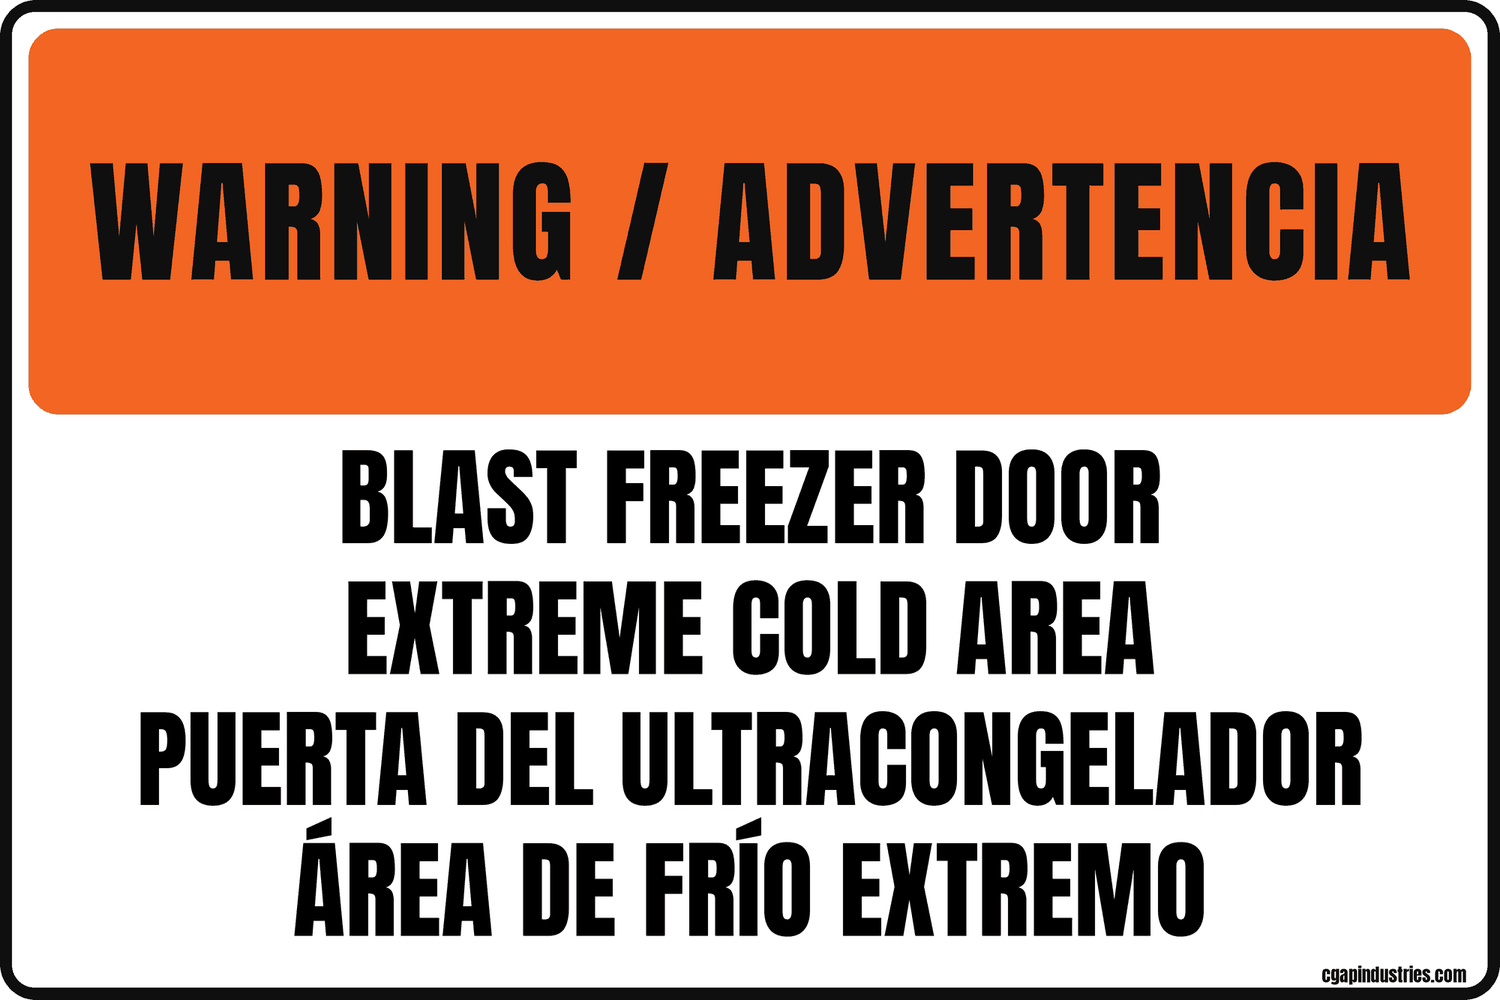 WARNING / ADVERTENCIA
BLAST FREEZER DOOR
EXTREME COLD AREA
PUERTA DEL ULTRACONGELADOR
ÁREA DE FRÍO EXTREMO
cgapindustries.com